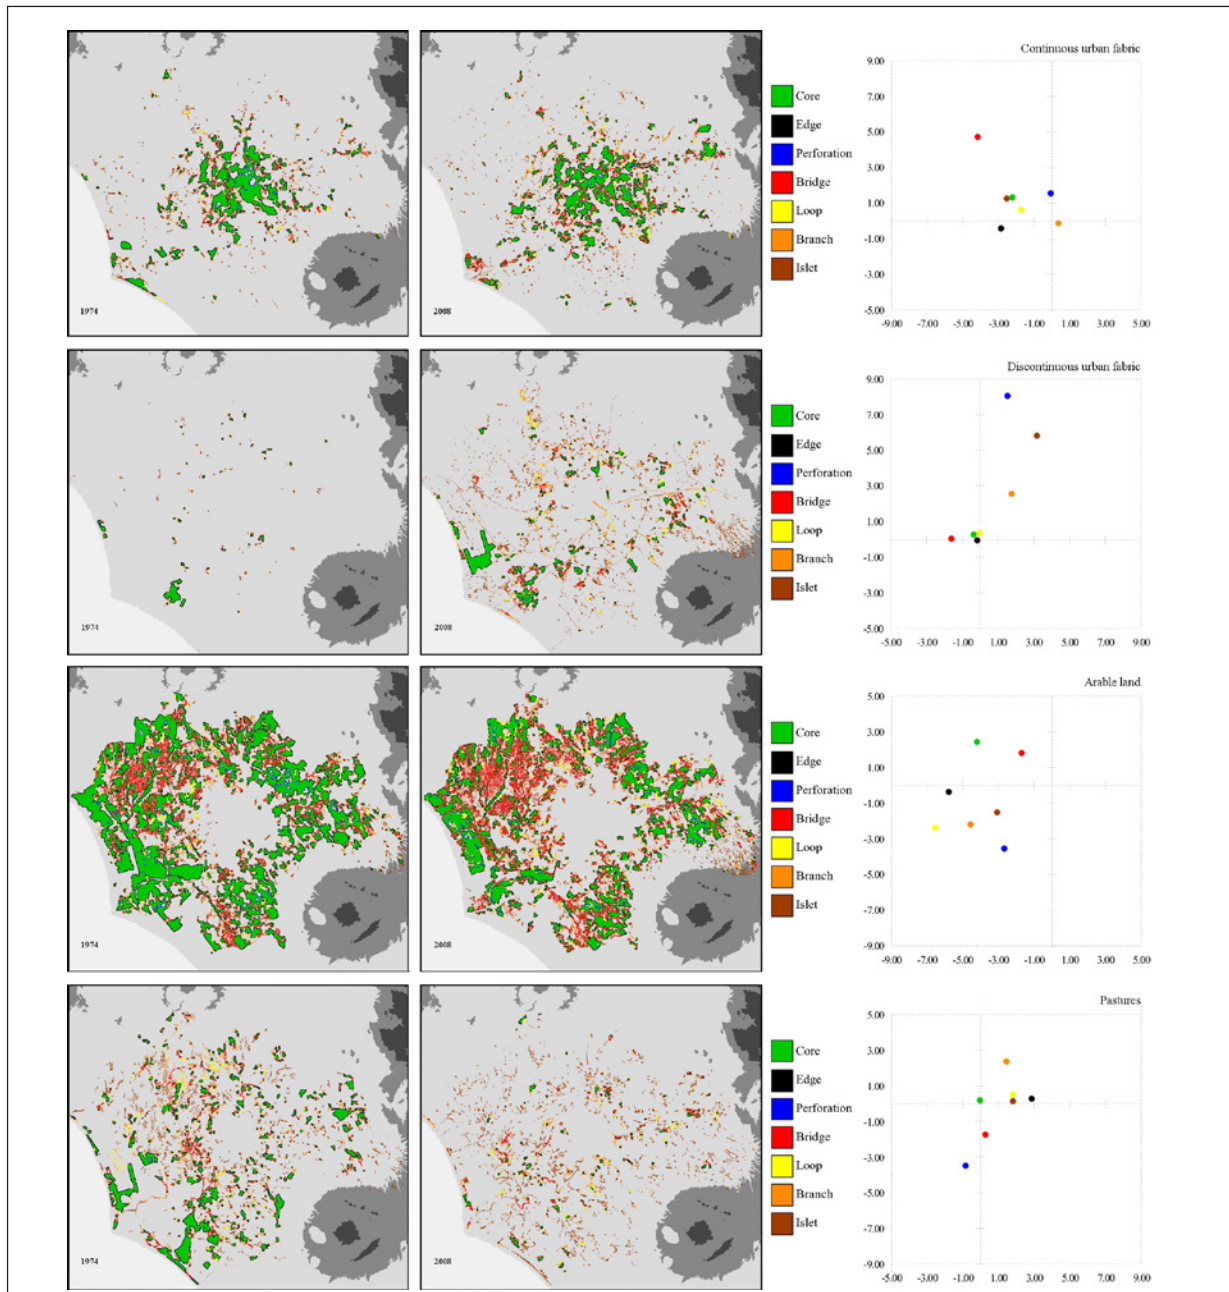 1974
2008
Core
Edge
Perforation
Bridge
Loop
Branch
Islet
Continuous urban fabric
9.00
7.00
5.00
3.00
1.00
-1.00
-3.00
-5.00
-9.00 -7.00 -5.00 -3.00 -1.00 1.00 3.00 5.00
1974
2008
Core
Edge
Perforation
Bridge
Loop
Branch
Islet
Discontinuous urban fabric
9.00
7.00
5.00
3.00
1.00
-1.00
-3.00
-5.00
-5.00 -3.00 -1.00 1.00 3.00 5.00 7.00 9.00
1974
2008
Core
Edge
Perforation
Bridge
Loop
Branch
Islet
Arable land
5.00
3.00
1.00
-1.00
-3.00
-5.00
-7.00
-9.00
-9.00 -7.00 -5.00 -3.00 -1.00 1.00 3.00 5.00
1974
2008
Core
Edge
Perforation
Bridge
Loop
Branch
Islet
Pastures
5.00
3.00
1.00
-1.00
-3.00
-5.00
-7.00
-9.00
-5.00 -3.00 -1.00 1.00 3.00 5.00 7.00 9.00